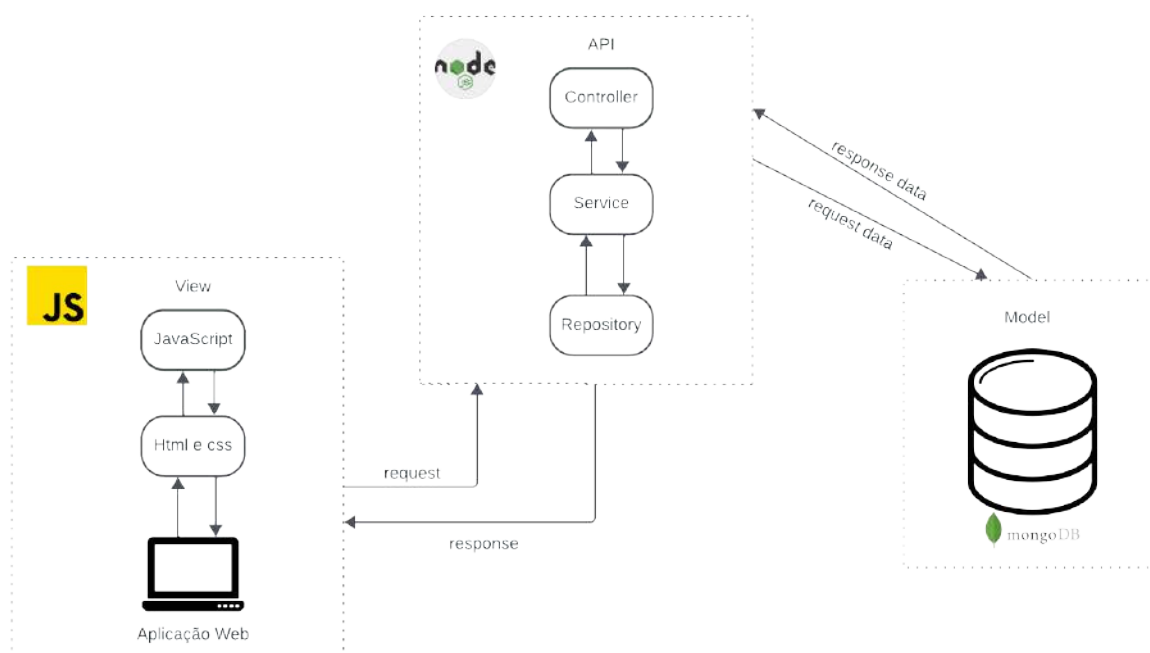 API
node
JS
Controller
response data
Service
request data
View
JS
JavaScript
Repository
Model
Html e css
request
response
mongoDB
Aplicação Web